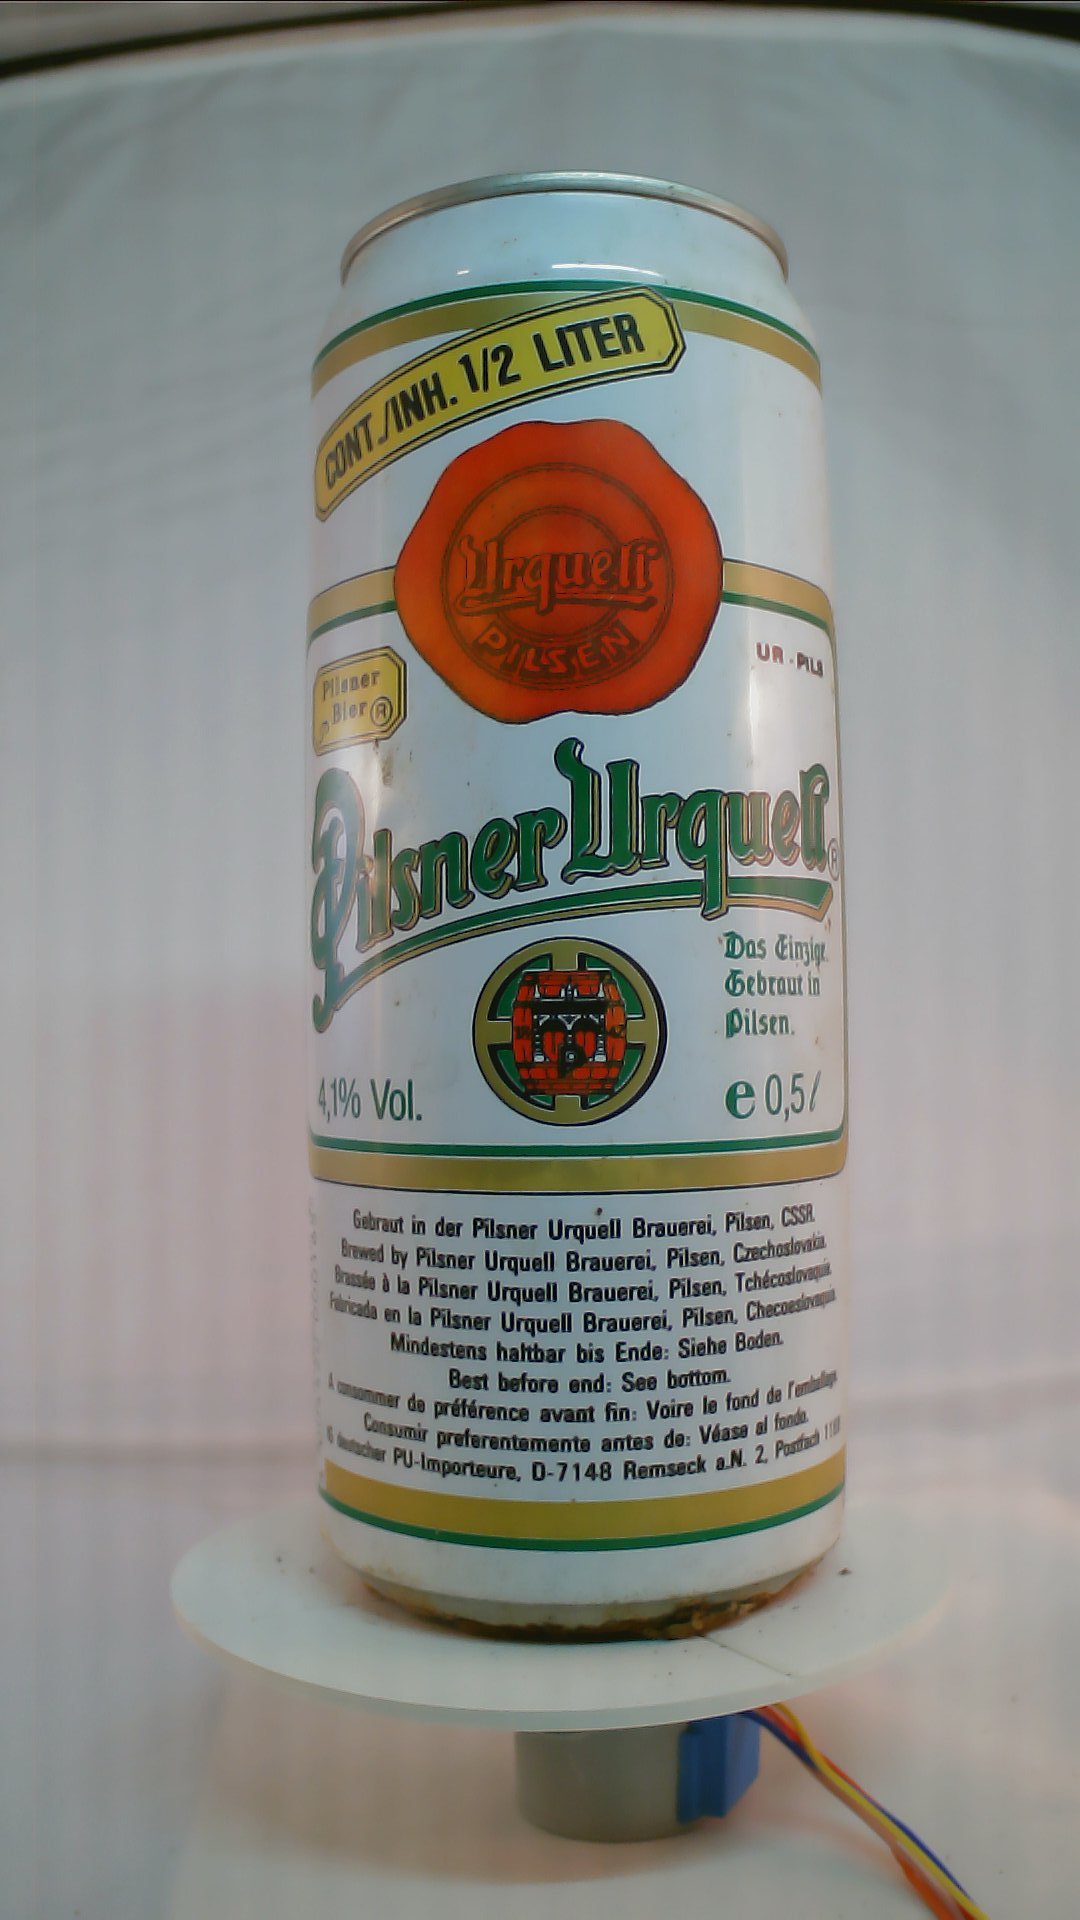 CONT./INH. 1/2 LITER
Urquell
PILSEN
UR-PILS
Pilsner
Bier ®
Pilsner Urquell ®
Das Einzige.
Gebraut in
Pilsen.
4,1% Vol.
e 0,5 l
Gebraut in der Pilsner Urquell Brauerei, Pilsen, CSSR.
Brewed by Pilsner Urquell Brauerei, Pilsen, Czechoslovakia.
Brassée à la Pilsner Urquell Brauerei, Pilsen, Tchécoslovaquie.
Fabricada en la Pilsner Urquell Brauerei, Pilsen, Checoeslovaquia.
Mindestens haltbar bis Ende: Siehe Boden.
Best before end: See bottom.
A consommer de préférence avant fin: Voire le fond de l'emballage.
Consumir preferentemente antes de: Véase al fondo.
deutscher PU-Importeure, D-7148 Remseck a.N. 2, Postfach